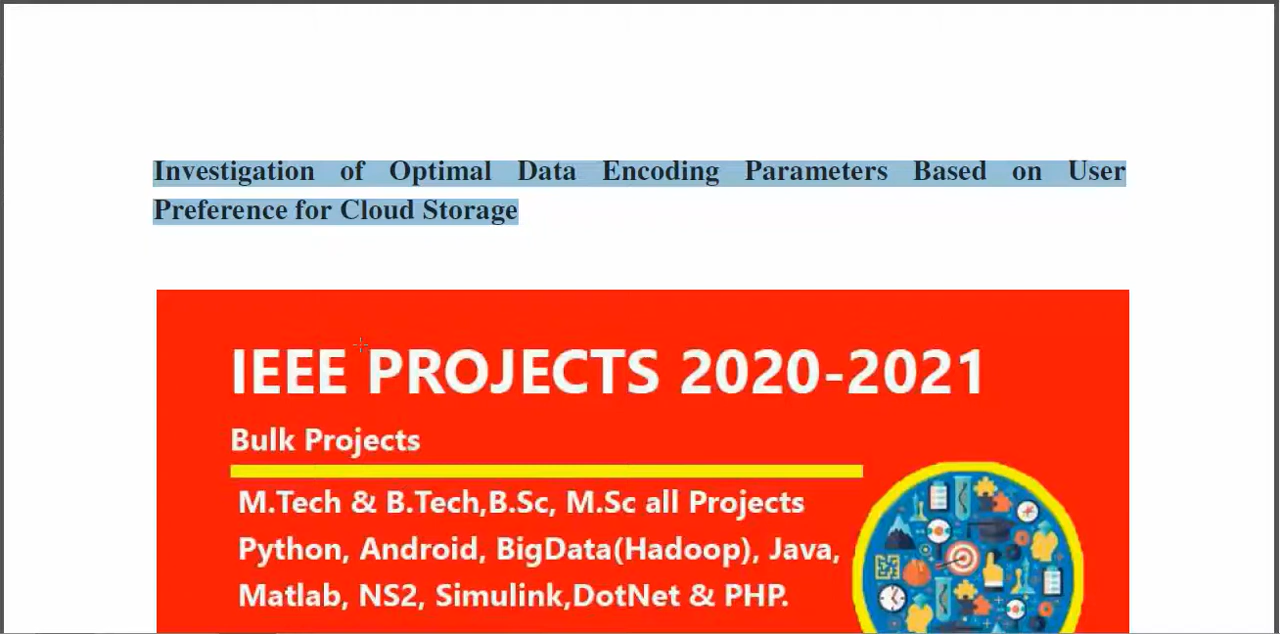 Investigation of Optimal Data Encoding Parameters Based on User
Preference for Cloud Storage
IEEE PROJECTS 2020-2021
Bulk Projects
M.Tech & B.Tech,B.Sc, M.Sc all Projects
Python, Android, BigData(Hadoop), Java,
Matlab, NS2, Simulink,DotNet & PHP.